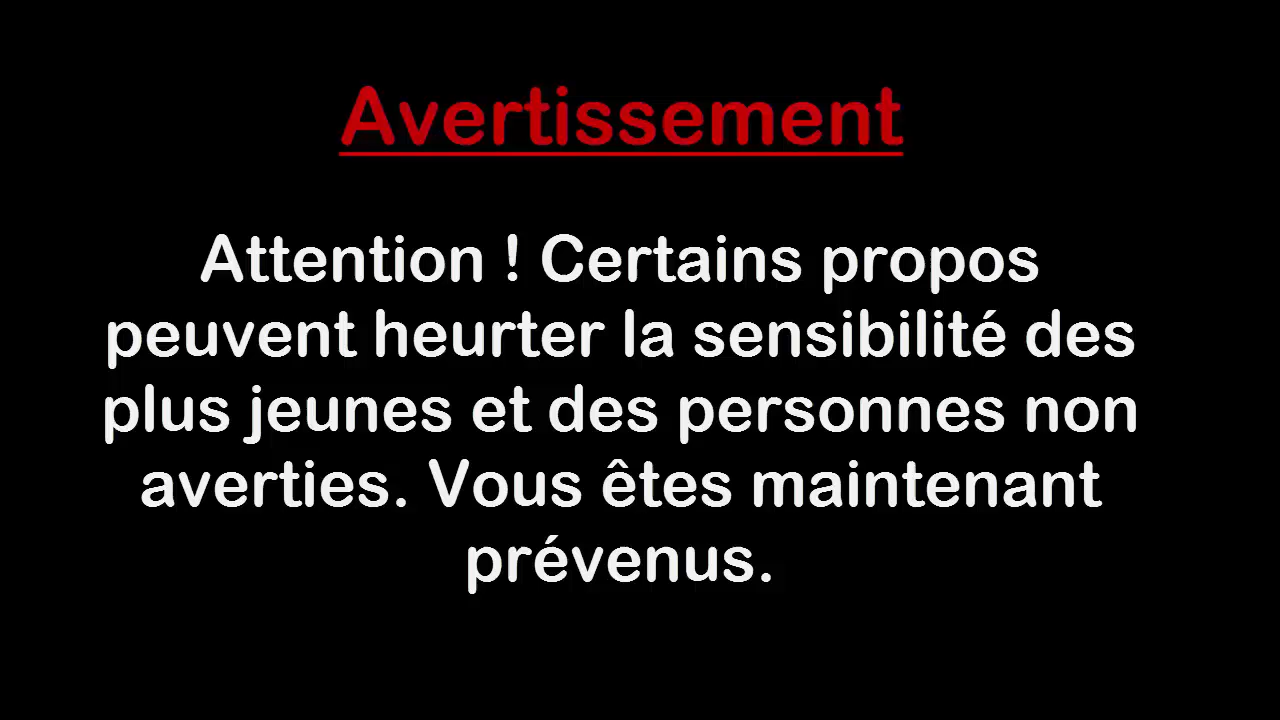 Avertissement
Attention ! Certains propos
peuvent heurter la sensibilité des
plus jeunes et des personnes non
averties. Vous êtes maintenant
prévenus.